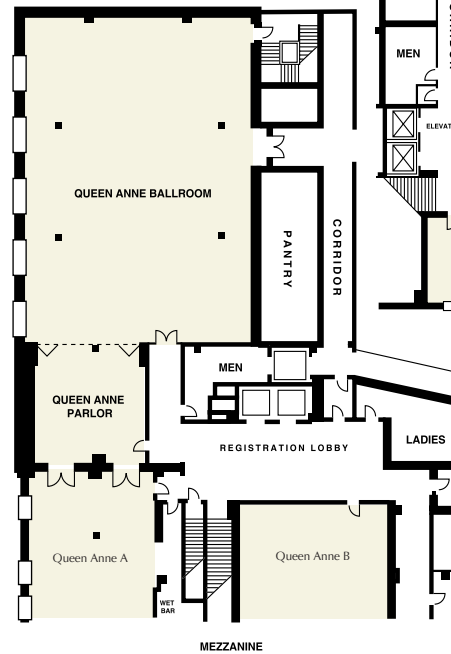 MEN
QUEEN ANNE BALLROOM
PANTRY
CORRIDOR
MEN
QUEEN ANNE
PARLOR
REGISTRATION LOBBY
LADIES
Queen Anne A
Queen Anne B
WET
BAR
MEZZANINE